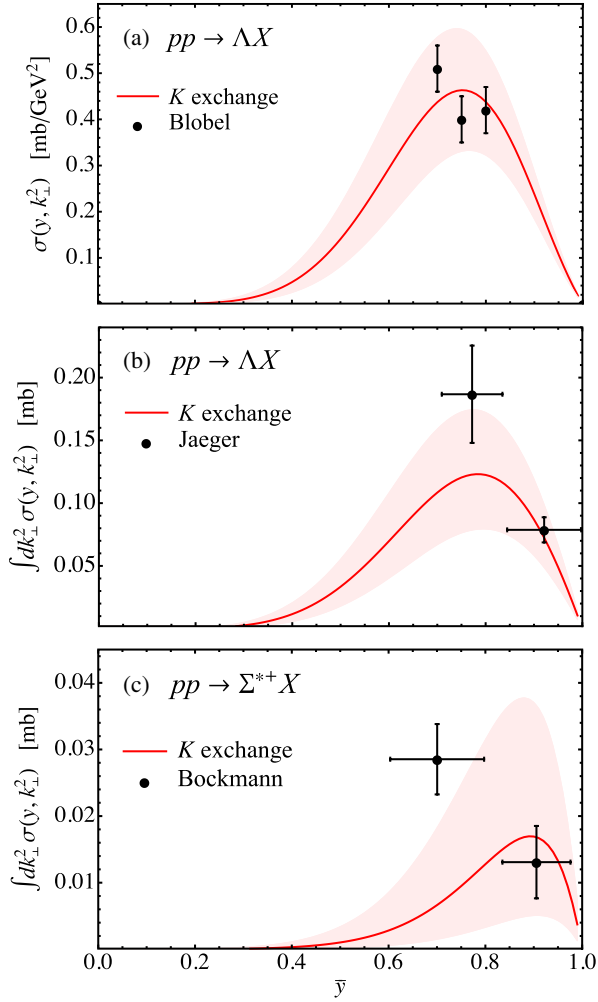 (a) pp → ΛX
K exchange
Blobel
σ(y, k⊥²) [mb/GeV²]
0.6
0.5
0.4
0.3
0.2
0.1
(b) pp → ΛX
K exchange
Jaeger
∫dk⊥² σ(y, k⊥²) [mb]
0.20
0.15
0.10
0.05
(c) pp → Σ*⁺X
K exchange
Bockmann
∫dk⊥² σ(y, k⊥²) [mb]
0.04
0.03
0.02
0.01
0.0 0.2 0.4 0.6 0.8 1.0
y̅